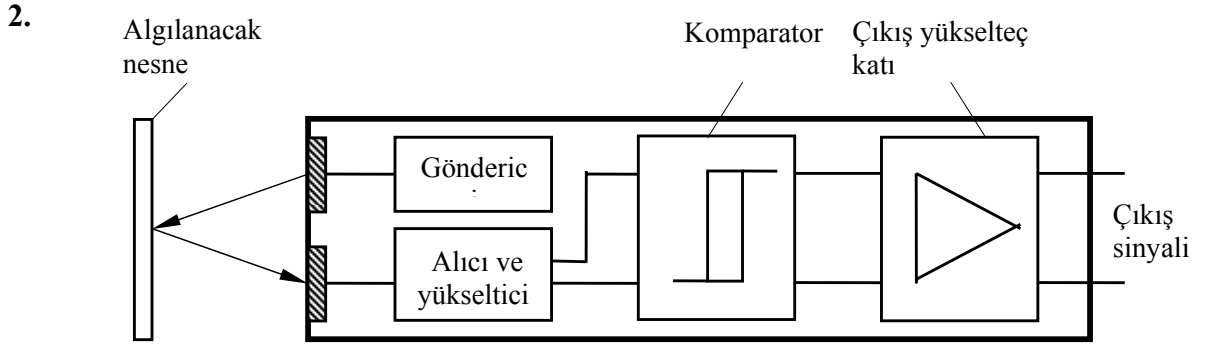 2.
Algılanacak
nesne
Komparator
Çıkış yükselteç
katı
Gönderic
Alıcı ve
yükseltici
Çıkış
sinyali